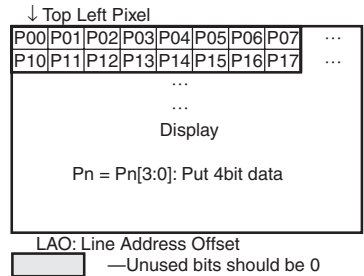 ↓ Top Left Pixel
P00 P01 P02 P03 P04 P05 P06 P07 …
P10 P11 P12 P13 P14 P15 P16 P17 …
…
…
Display
Pn = Pn[3:0]: Put 4bit data
LAO: Line Address Offset
—Unused bits should be 0